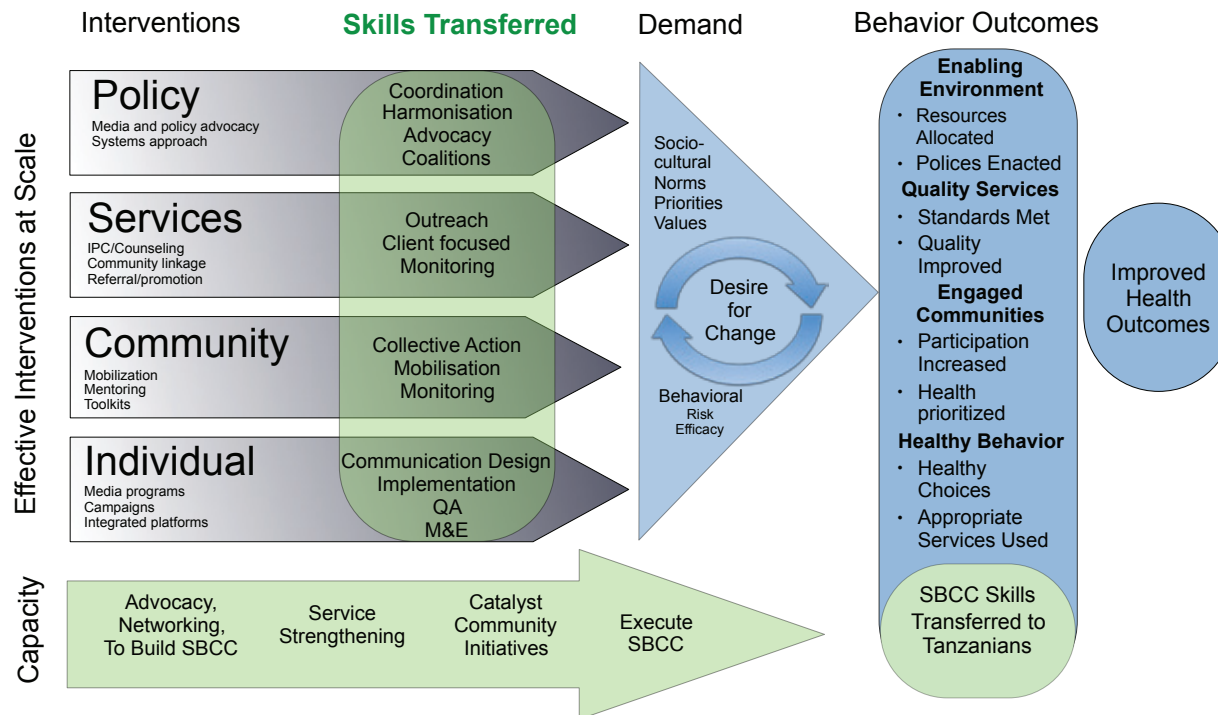 Interventions
Skills Transferred
Demand
Behavior Outcomes
Effective Interventions at Scale
Policy
Media and policy advocacy
Systems approach
Coordination
Harmonisation
Advocacy
Coalitions
Services
IPC/Counseling
Community linkage
Referral/promotion
Outreach
Client focused
Monitoring
Community
Mobilization
Mentoring
Toolkits
Collective Action
Mobilisation
Monitoring
Individual
Media programs
Campaigns
Integrated platforms
Communication Design
Implementation
QA
M&E
Socio-
cultural
Norms
Priorities
Values
Desire
for
Change
Behavioral
Risk
Efficacy
Enabling
Environment
• Resources
Allocated
• Polices Enacted
Quality Services
• Standards Met
• Quality
Improved
Engaged
Communities
• Participation
Increased
• Health
prioritized
Healthy Behavior
• Healthy
Choices
• Appropriate
Services Used
SBCC Skills
Transferred to
Tanzanians
Improved
Health
Outcomes
Capacity
Advocacy,
Networking,
To Build SBCC
Service
Strengthening
Catalyst
Community
Initiatives
Execute
SBCC